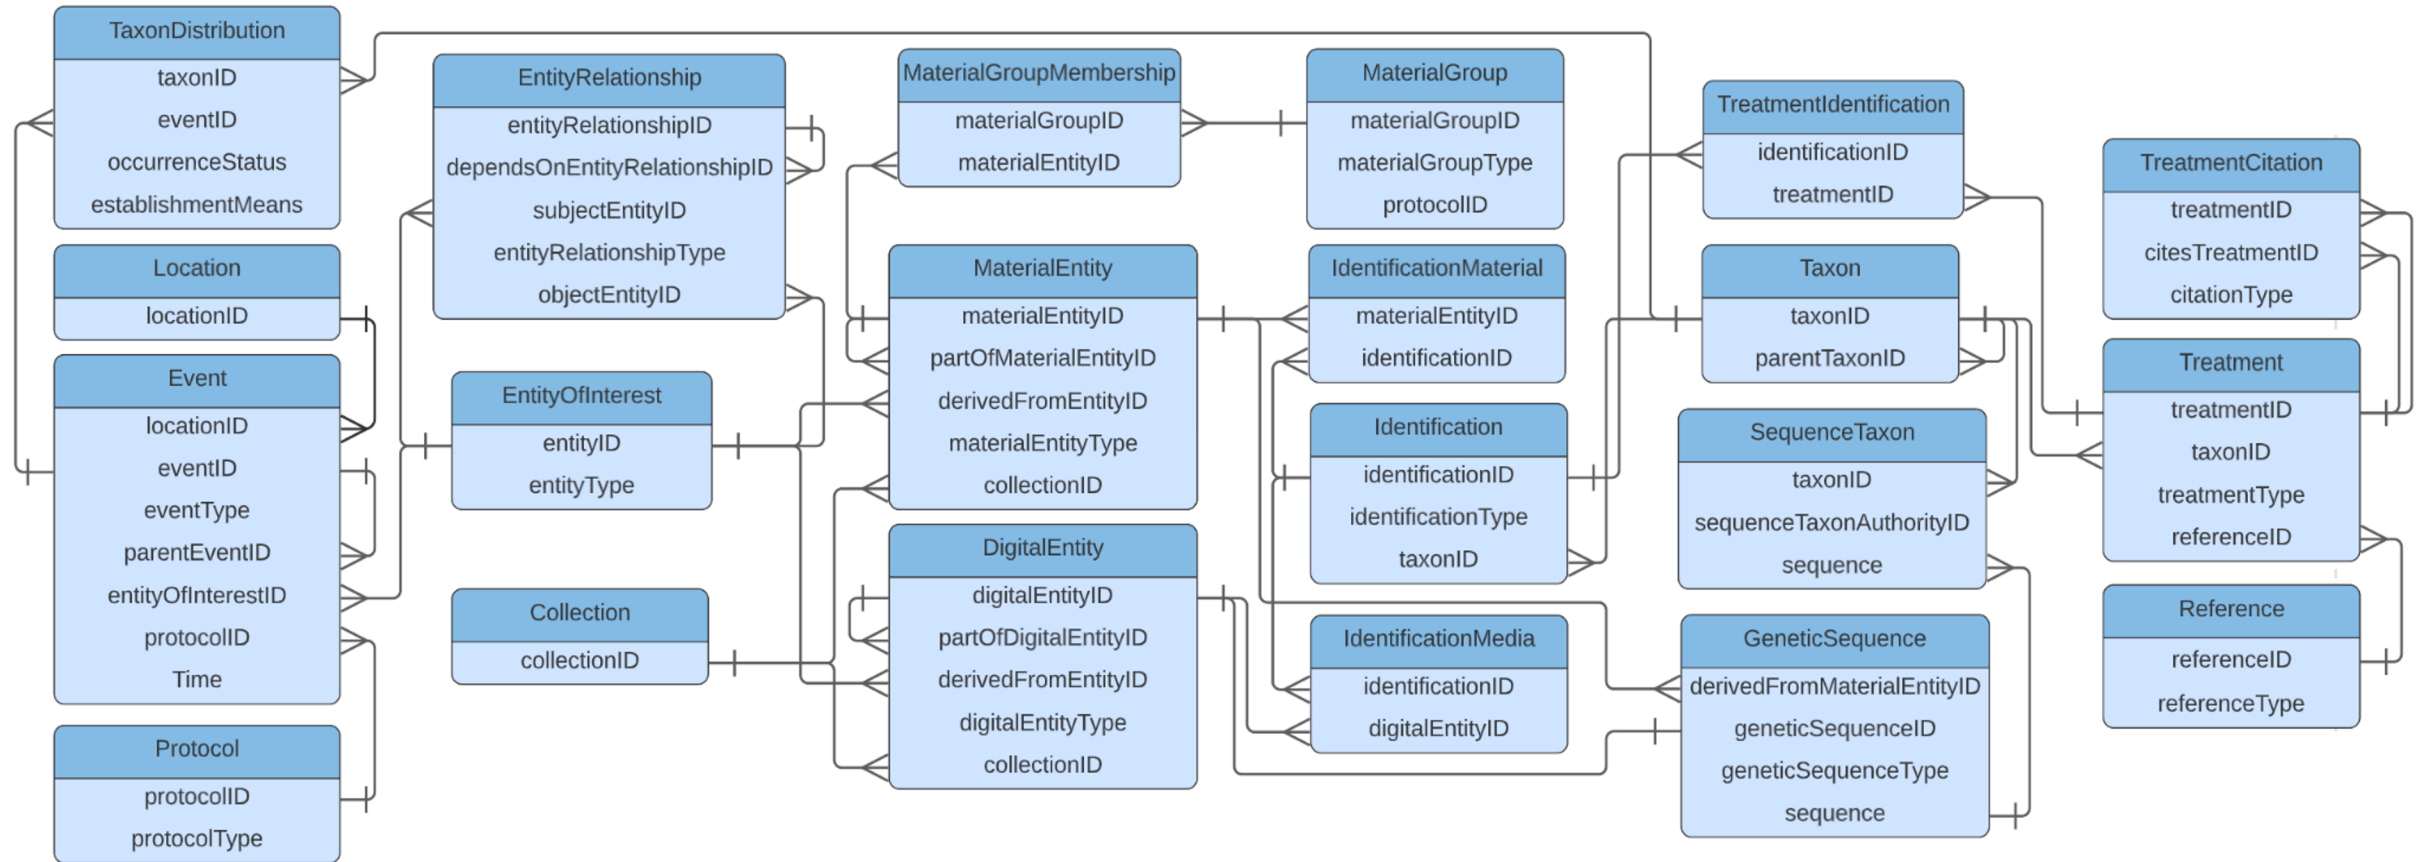 TaxonDistribution
taxonID
eventID
occurrenceStatus
establishmentMeans
Location
locationID
Event
locationID
eventID
eventType
parentEventID
entityOfInterestID
protocolID
Time
Protocol
protocolID
protocolType
EntityRelationship
entityRelationshipID
dependsOnEntityRelationshipID
subjectEntityID
entityRelationshipType
objectEntityID
EntityOfInterest
entityID
entityType
Collection
collectionID
MaterialGroupMembership
materialGroupID
materialEntityID
MaterialEntity
materialEntityID
partOfMaterialEntityID
derivedFromEntityID
materialEntityType
collectionID
DigitalEntity
digitalEntityID
partOfDigitalEntityID
derivedFromEntityID
digitalEntityType
collectionID
MaterialGroup
materialGroupID
materialGroupType
protocolID
IdentificationMaterial
materialEntityID
identificationID
Identification
identificationID
identificationType
taxonID
IdentificationMedia
identificationID
digitalEntityID
TreatmentIdentification
identificationID
treatmentID
Taxon
taxonID
parentTaxonID
SequenceTaxon
taxonID
sequenceTaxonAuthorityID
sequence
GeneticSequence
derivedFromMaterialEntityID
geneticSequenceID
geneticSequenceType
sequence
TreatmentCitation
treatmentID
citesTreatmentID
citationType
Treatment
treatmentID
taxonID
treatmentType
referenceID
Reference
referenceID
referenceType